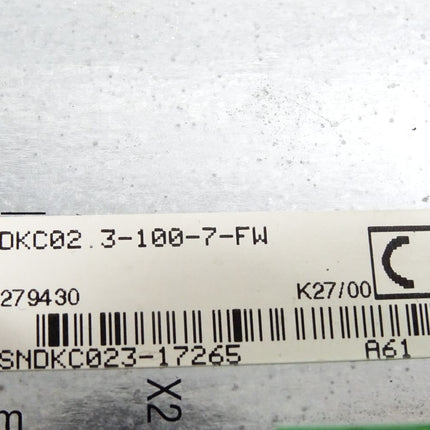 DKC02.3-100-7-FW
279430 K27/00
SNDKC023-17265 A61
X2
m